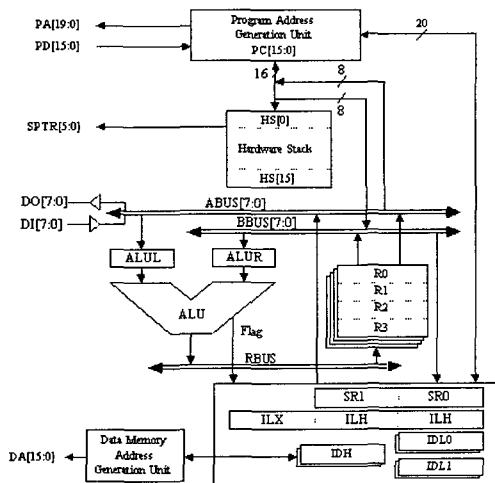 PA[19:0]
PD[15:0]
Program Address
Generation Unit
PC[15:0]
20
16
8
8
SPTR[5:0]
HS[0]
Hardware Stack
HS[15]
DO[7:0]
DI[7:0]
ABUS[7:0]
BBUS[7:0]
ALUL
ALUR
ALU
Flag
R0
R1
R2
R3
RBUS
SR1 : SR0
ILX : ILH : ILH
IDL0
IDH
IDL1
DA[15:0]
Data Memory
Address
Generation Unit